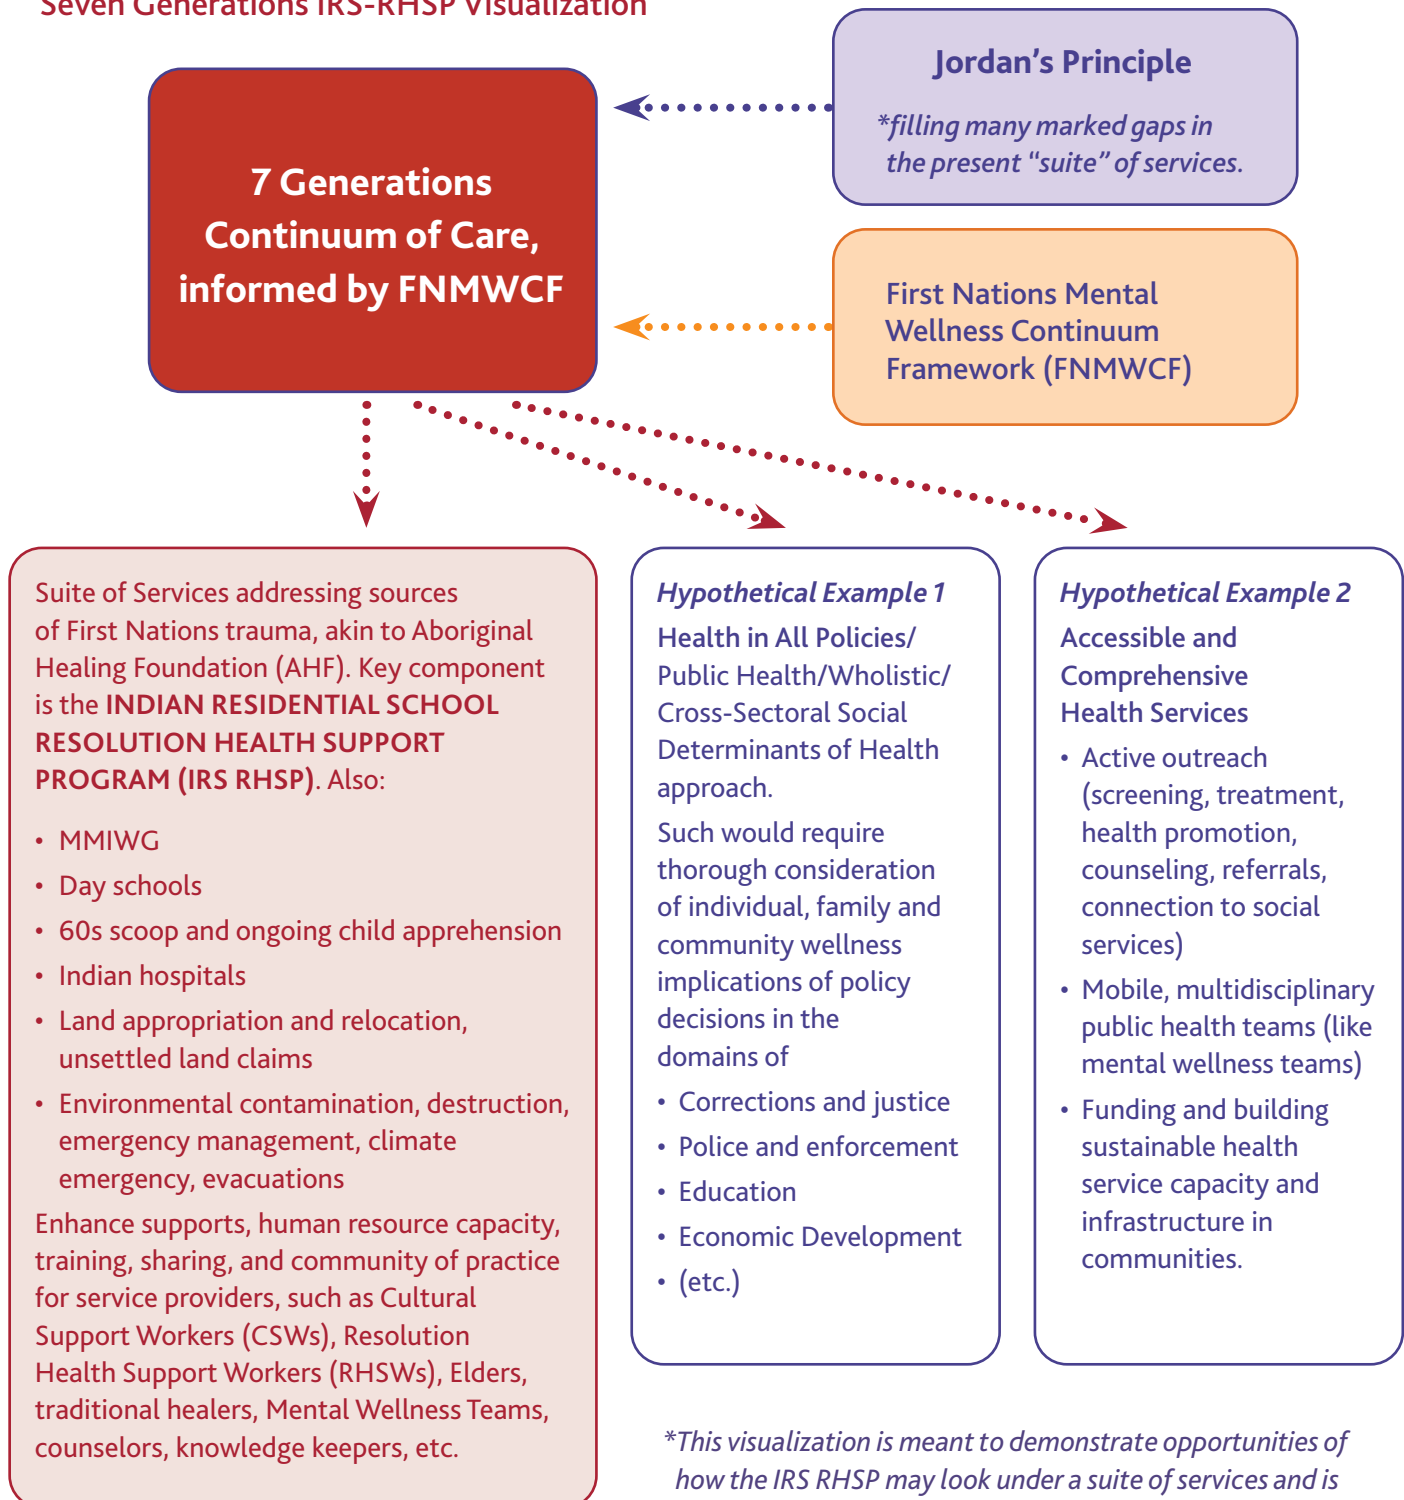 Seven Generations IRS-RHSP Visualization
Jordan's Principle
*filling many marked gaps in
the present “suite” of services.
7 Generations
Continuum of Care,
informed by FNMWCF
First Nations Mental
Wellness Continuum
Framework (FNMWCF)
Suite of Services addressing sources
of First Nations trauma, akin to Aboriginal
Healing Foundation (AHF). Key component
is the INDIAN RESIDENTIAL SCHOOL
RESOLUTION HEALTH SUPPORT
PROGRAM (IRS RHSP). Also:
• MMIWG
• Day schools
• 60s scoop and ongoing child apprehension
• Indian hospitals
• Land appropriation and relocation,
unsettled land claims
• Environmental contamination, destruction,
emergency management, climate
emergency, evacuations
Enhance supports, human resource capacity,
training, sharing, and community of practice
for service providers, such as Cultural
Support Workers (CSWs), Resolution
Health Support Workers (RHSWs), Elders,
traditional healers, Mental Wellness Teams,
counselors, knowledge keepers, etc.
Hypothetical Example 1
Health in All Policies/
Public Health/Wholistic/
Cross-Sectoral Social
Determinants of Health
approach.
Such would require
thorough consideration
of individual, family and
community wellness
implications of policy
decisions in the
domains of
• Corrections and justice
• Police and enforcement
• Education
• Economic Development
• (etc.)
Hypothetical Example 2
Accessible and
Comprehensive
Health Services
• Active outreach
(screening, treatment,
health promotion,
counseling, referrals,
connection to social
services)
• Mobile, multidisciplinary
public health teams (like
mental wellness teams)
• Funding and building
sustainable health
service capacity and
infrastructure in
communities.
*This visualization is meant to demonstrate opportunities of
how the IRS RHSP may look under a suite of services and is